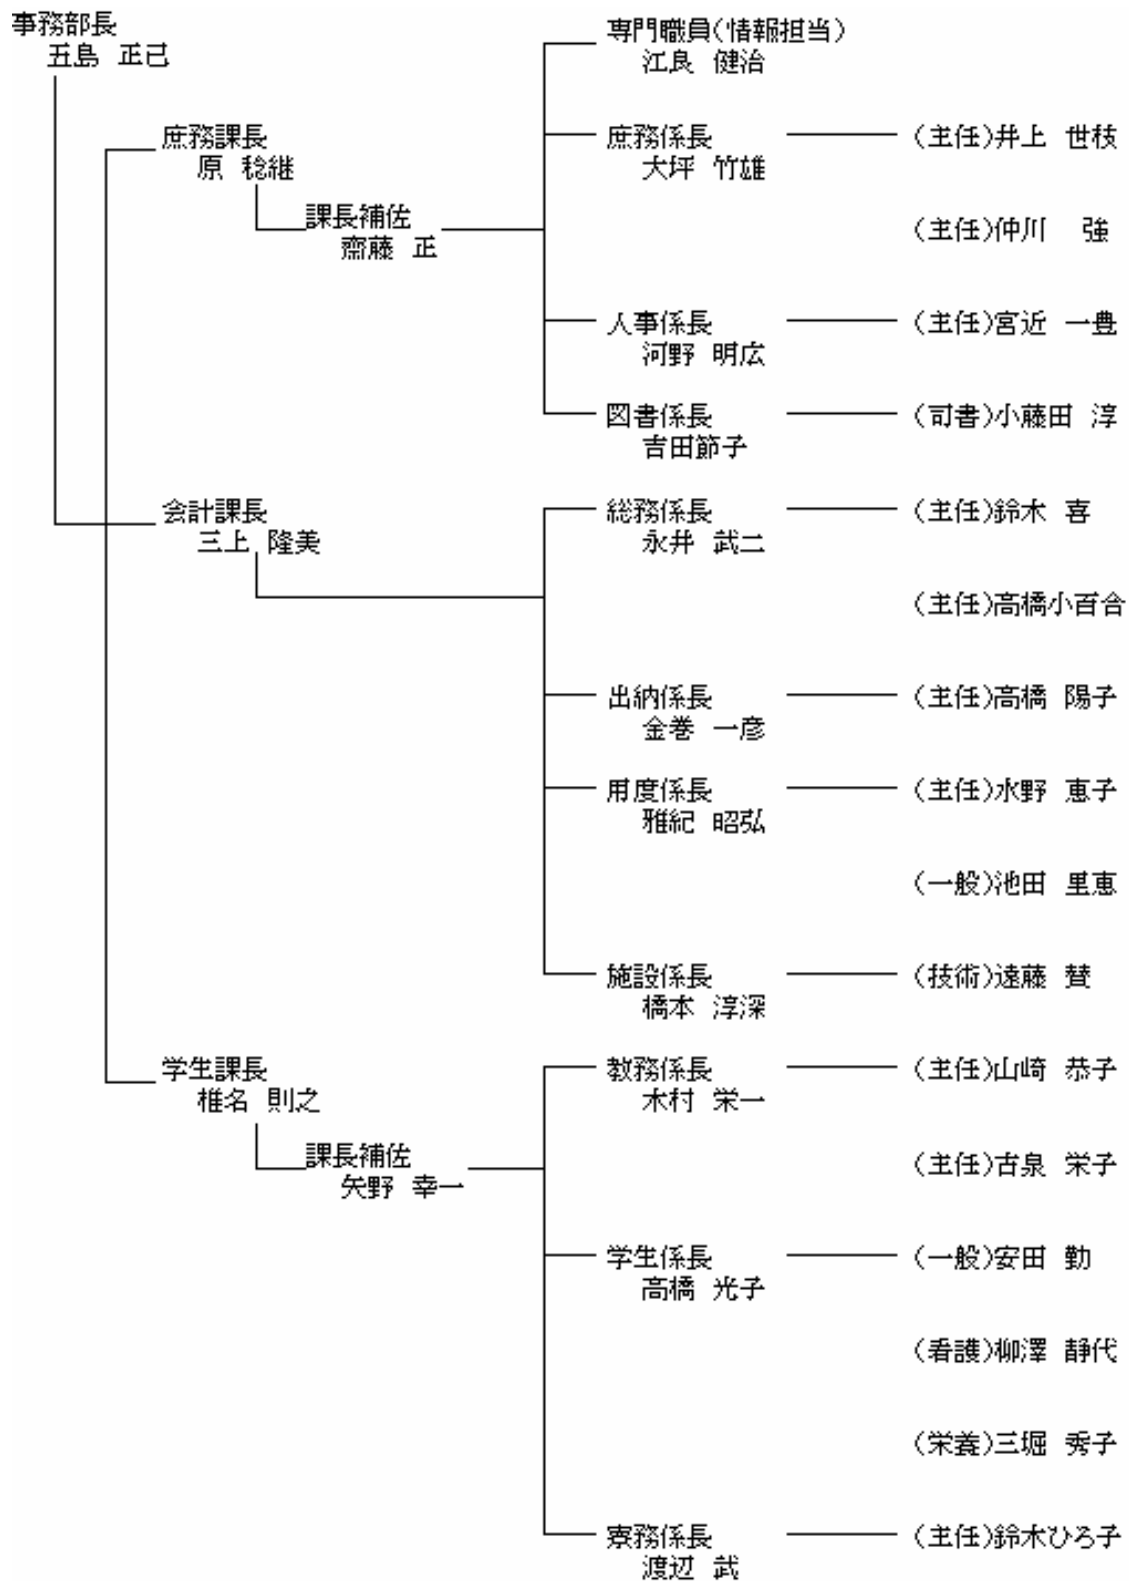 事務部長
五島 正己
専門職員(情報担当)
江良 健治
庶務課長
原 稔継
庶務係長
大坪 竹雄
(主任)井上 世枝
課長補佐
齋藤 正
(主任)仲川 強
人事係長
河野 明広
(主任)宮近 一豊
図書係長
吉田節子
(司書)小藤田 淳
会計課長
三上 隆美
総務係長
永井 武二
(主任)鈴木 喜
(主任)高橋小百合
出納係長
金巻 一彦
(主任)高橋 陽子
用度係長
雅紀 昭弘
(主任)水野 恵子
(一般)池田 里恵
施設係長
橋本 淳深
(技術)遠藤 賛
学生課長
椎名 則之
教務係長
木村 栄一
(主任)山崎 恭子
課長補佐
矢野 幸一
(主任)古泉 栄子
学生係長
高橋 光子
(一般)安田 勤
(看護)柳澤 静代
(栄養)三堀 秀子
寮務係長
渡辺 武
(主任)鈴木ひろ子